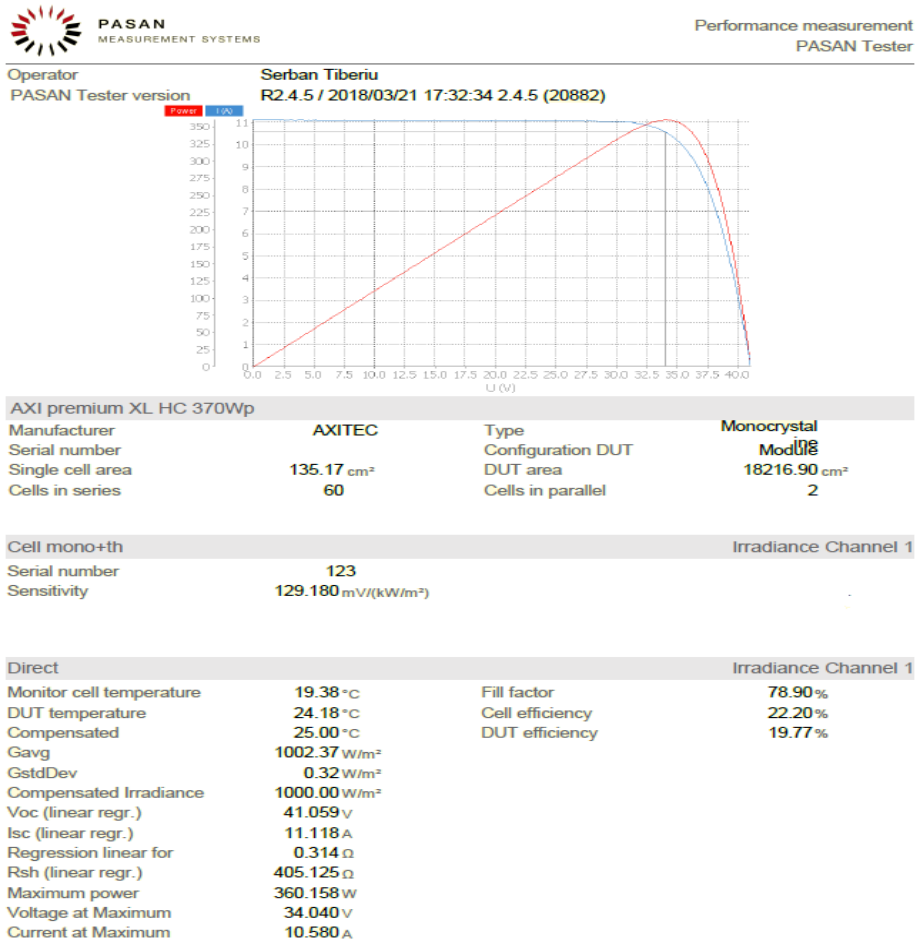 PASAN
MEASUREMENT SYSTEMS
Performance measurement
PASAN Tester
Operator Serban Tiberiu
PASAN Tester version R2.4.5 / 2018/03/21 17:32:34 2.4.5 (20882)
Power I (A)
350 11
325 10
300 9
275 8
250 7
225 6
200 5
175 4
150 3
125 2
100 1
75 0
50
25
0
0.0 2.5 5.0 7.5 10.0 12.5 15.0 17.5 20.0 22.5 25.0 27.5 30.0 32.5 35.0 37.5 40.0
U (V)
AXI premium XL HC 370Wp
Manufacturer AXITEC Type Monocrystal
ine
Serial number Configuration DUT Module
Single cell area 135.17 cm² DUT area 18216.90 cm²
Cells in series 60 Cells in parallel 2
Cell mono+th Irradiance Channel 1
Serial number 123
Sensitivity 129.180 mV/(kW/m²)
Direct Irradiance Channel 1
Monitor cell temperature 19.38 °C Fill factor 78.90 %
DUT temperature 24.18 °C Cell efficiency 22.20 %
Compensated 25.00 °C DUT efficiency 19.77 %
Gavg 1002.37 W/m²
GstdDev 0.32 W/m²
Compensated Irradiance 1000.00 W/m²
Voc (linear regr.) 41.059 V
Isc (linear regr.) 11.118 A
Regression linear for 0.314 Ω
Rsh (linear regr.) 405.125 Ω
Maximum power 360.158 W
Voltage at Maximum 34.040 V
Current at Maximum 10.580 A